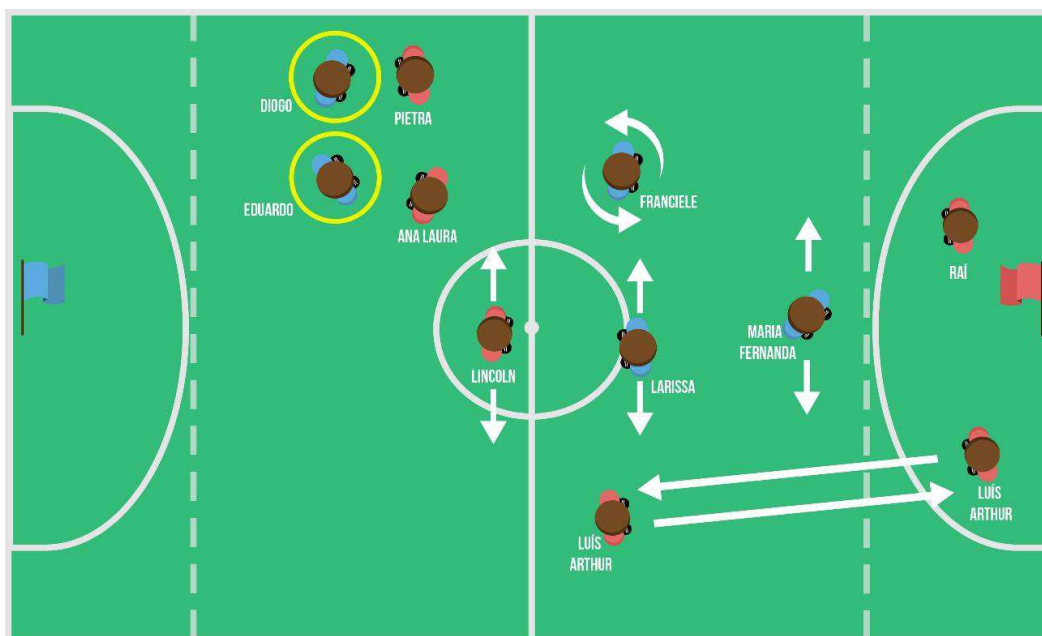 DIOGO
PIETRA
EDUARDO
ANA LAURA
FRANCIELE
RAÍ
MARIA
FERNANDA
LINCOLN
LARISSA
LUÍS
ARTHUR
LUÍS
ARTHUR